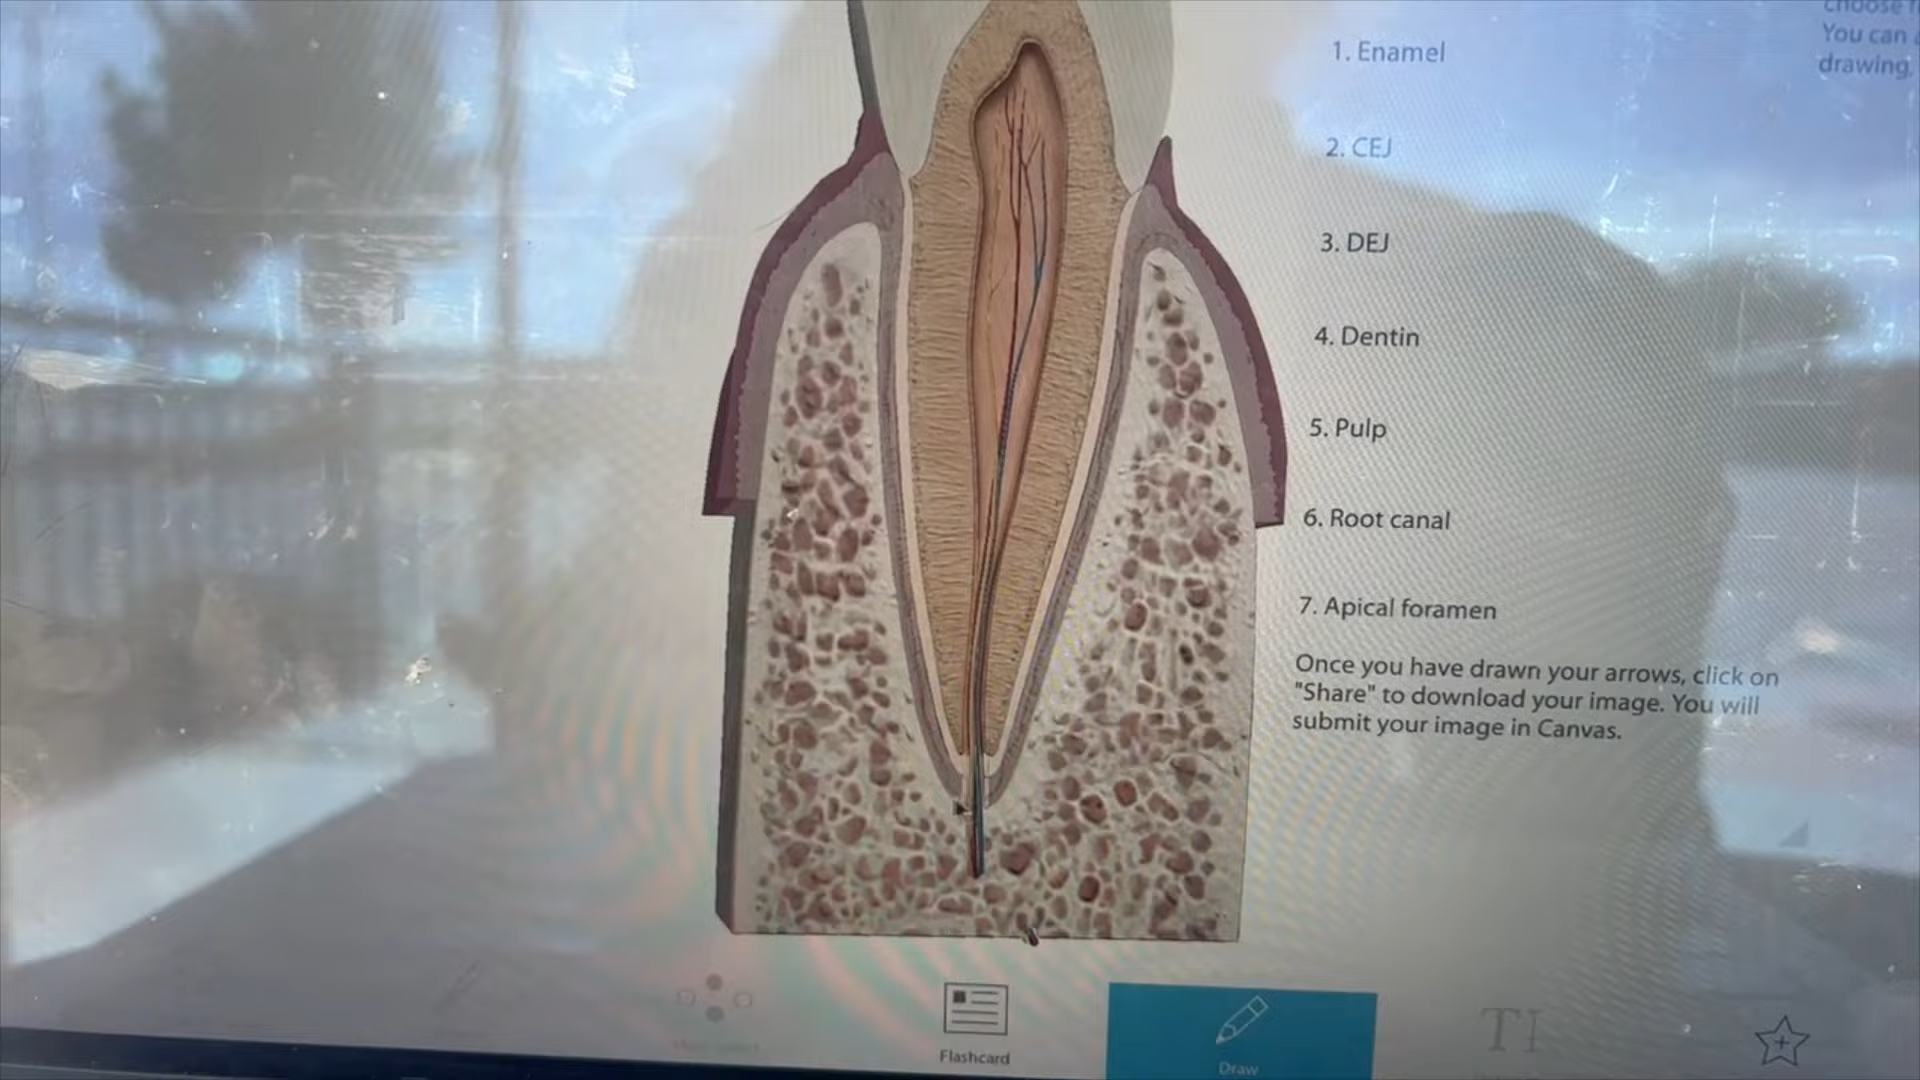 choose
You can
drawing.
1. Enamel
2. CEJ
3. DEJ
4. Dentin
5. Pulp
6. Root canal
7. Apical foramen
Once you have drawn your arrows, click on
"Share" to download your image. You will
submit your image in Canvas.
Flashcard
Draw
TI